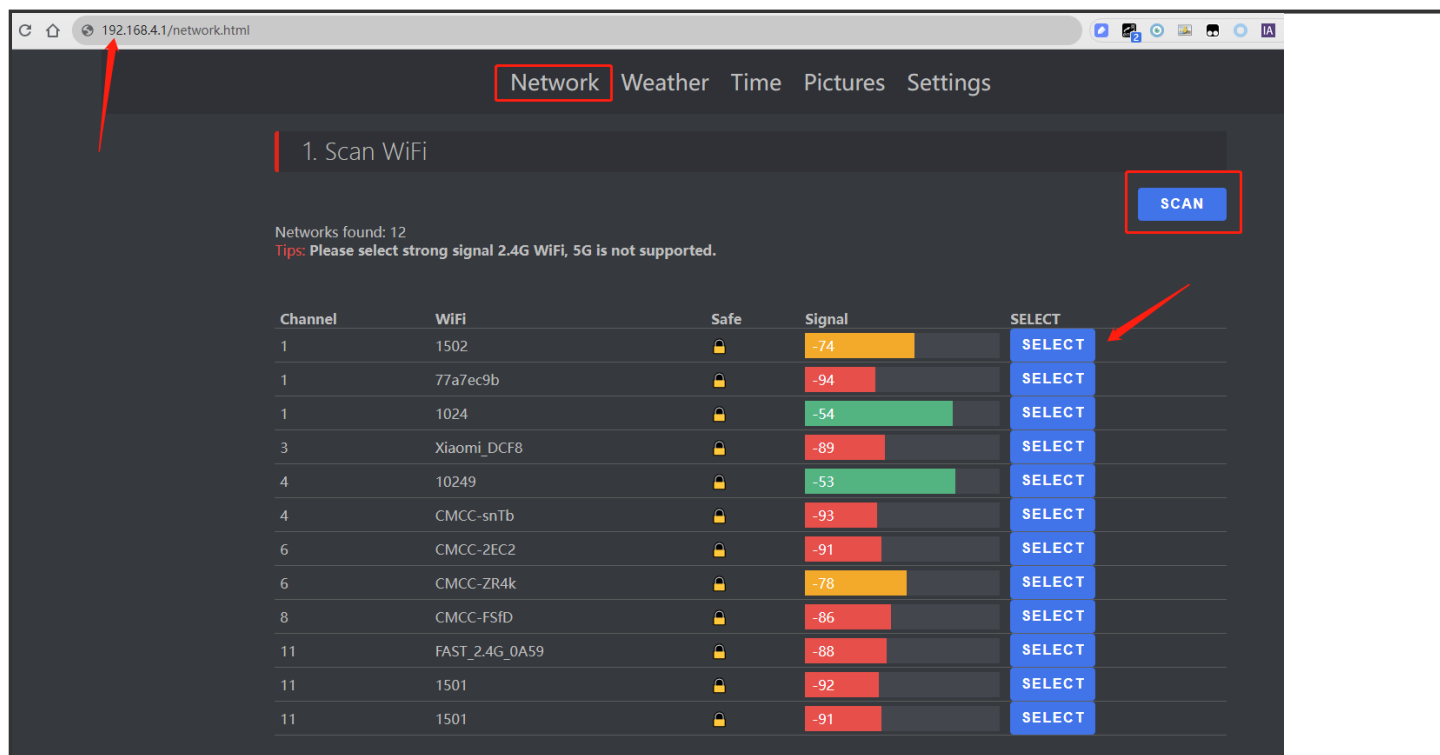 192.168.4.1/network.html
2
IA
Network Weather Time Pictures Settings
1. Scan WiFi
SCAN
Networks found: 12
Tips: Please select strong signal 2.4G WiFi, 5G is not supported.
Channel WiFi Safe Signal SELECT
1 1502 -74 SELECT
1 77a7ec9b -94 SELECT
1 1024 -54 SELECT
3 Xiaomi_DCF8 -89 SELECT
4 10249 -53 SELECT
4 CMCC-snTb -93 SELECT
6 CMCC-2EC2 -91 SELECT
6 CMCC-ZR4k -78 SELECT
8 CMCC-FSfD -86 SELECT
11 FAST_2.4G_0A59 -88 SELECT
11 1501 -92 SELECT
11 1501 -91 SELECT